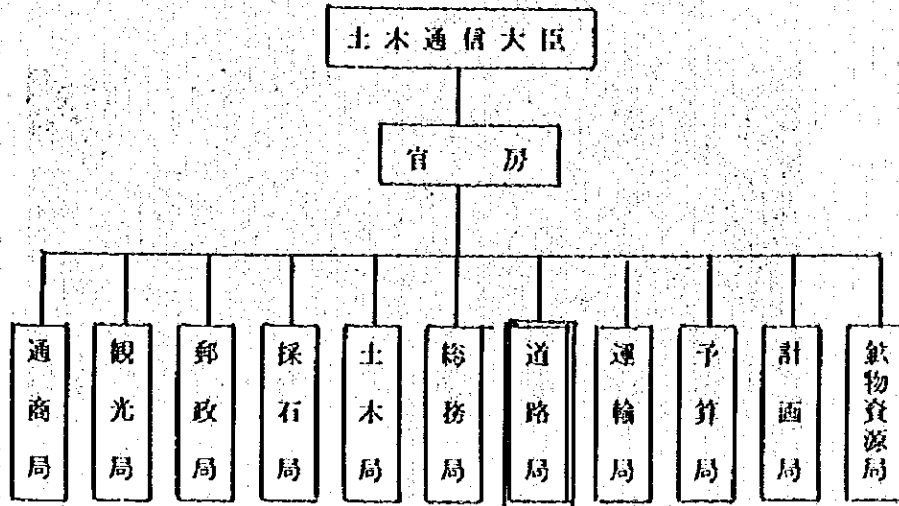 土木通信大臣
官房
通商局
観光局
郵政局
採石局
土木局
総務局
道路局
運輸局
予算局
計画局
鉱物資源局